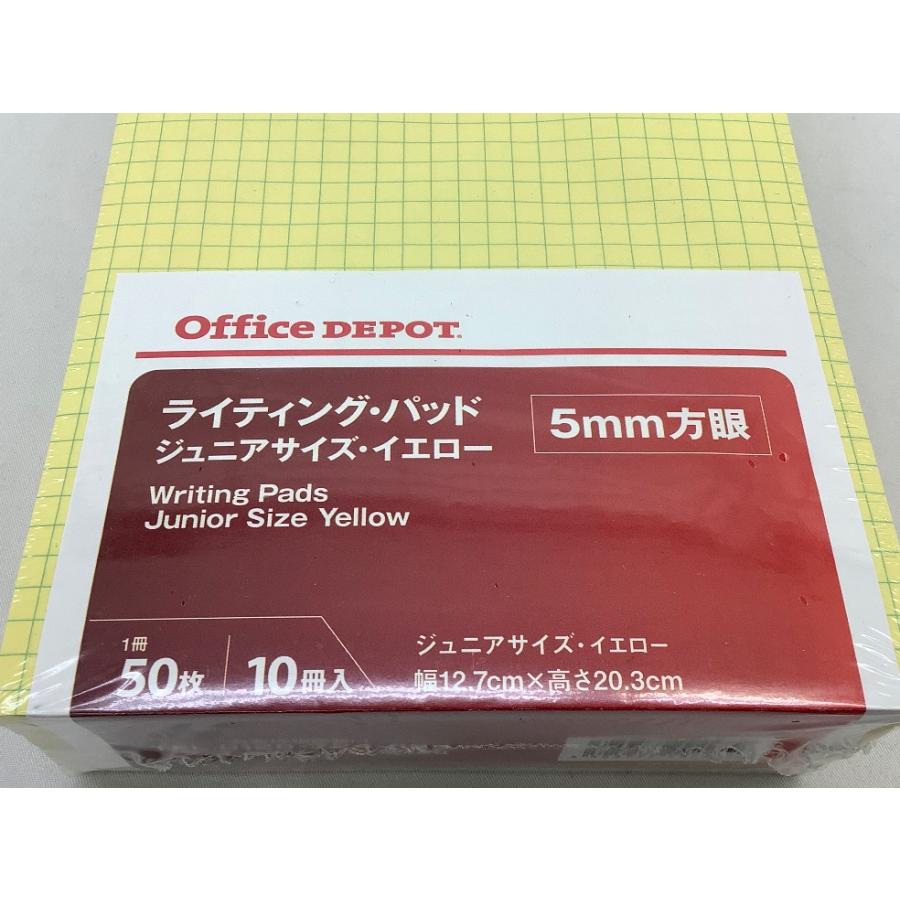 Office DEPOT.
ライティング・パッド
ジュニアサイズ・イエロー
5mm方眼
Writing Pads
Junior Size Yellow
1冊
50枚
10冊入
ジュニアサイズ・イエロー
幅12.7cm×高さ20.3cm